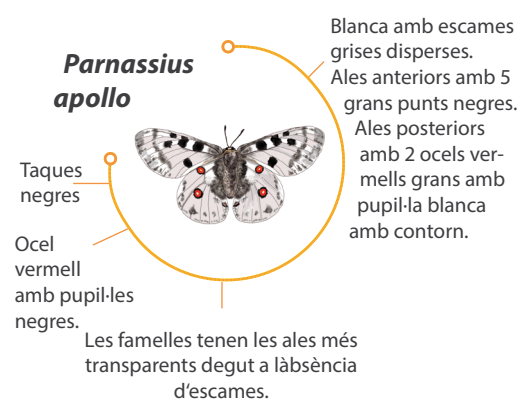 Parnassius
apollo
Blanca amb escames
grises disperses.
Ales anteriors amb 5
grans punts negres.
Ales posteriors
amb 2 ocels ver-
mells grans amb
pupil·la blanca
amb contorn.
Taques
negres
Ocel
vermell
amb pupil·les
negres.
Les famelles tenen les ales més
transparents degut a làbsència
d'escames.